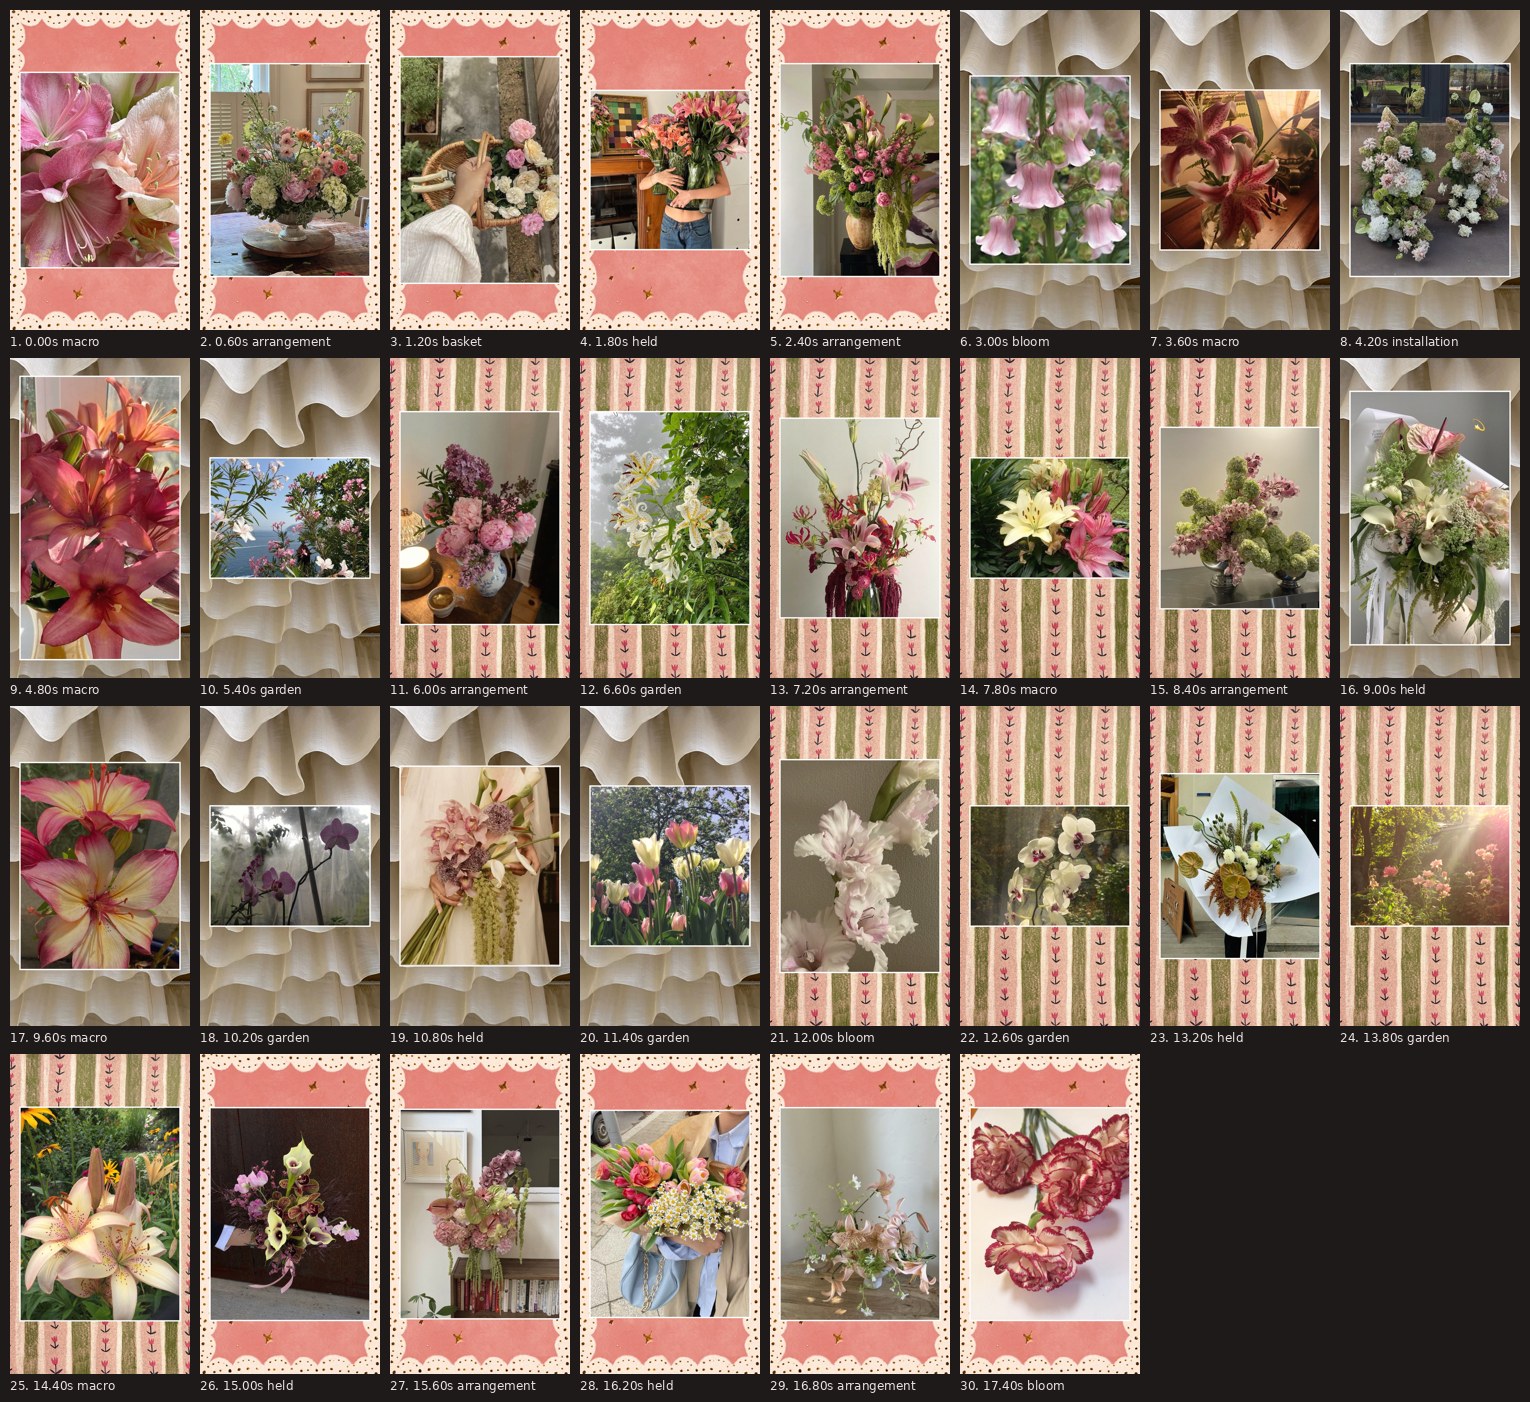 1. 0.00s macro
2. 0.60s arrangement
3. 1.20s basket
4. 1.80s held
5. 2.40s arrangement
6. 3.00s bloom
7. 3.60s macro
8. 4.20s installation
9. 4.80s macro
10. 5.40s garden
11. 6.00s arrangement
12. 6.60s garden
13. 7.20s arrangement
14. 7.80s macro
15. 8.40s arrangement
16. 9.00s held
17. 9.60s macro
18. 10.20s garden
19. 10.80s held
20. 11.40s garden
21. 12.00s bloom
22. 12.60s garden
23. 13.20s held
24. 13.80s garden
25. 14.40s macro
26. 15.00s held
27. 15.60s arrangement
28. 16.20s held
29. 16.80s arrangement
30. 17.40s bloom